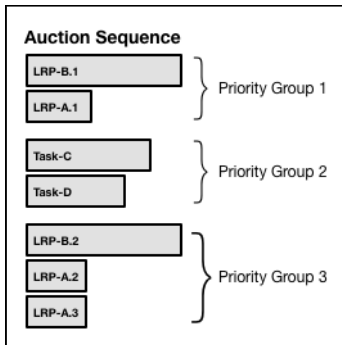 Auction Sequence
LRP-B.1
LRP-A.1
Priority Group 1
Task-C
Task-D
Priority Group 2
LRP-B.2
LRP-A.2
LRP-A.3
Priority Group 3